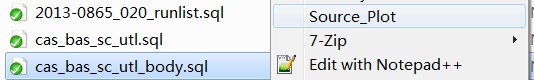 2013-0865_020_runlist.sql
cas_bas_sc_utl.sql
cas_bas_sc_utl_body.sql
Source_Plot
7-Zip
Edit with Notepad++